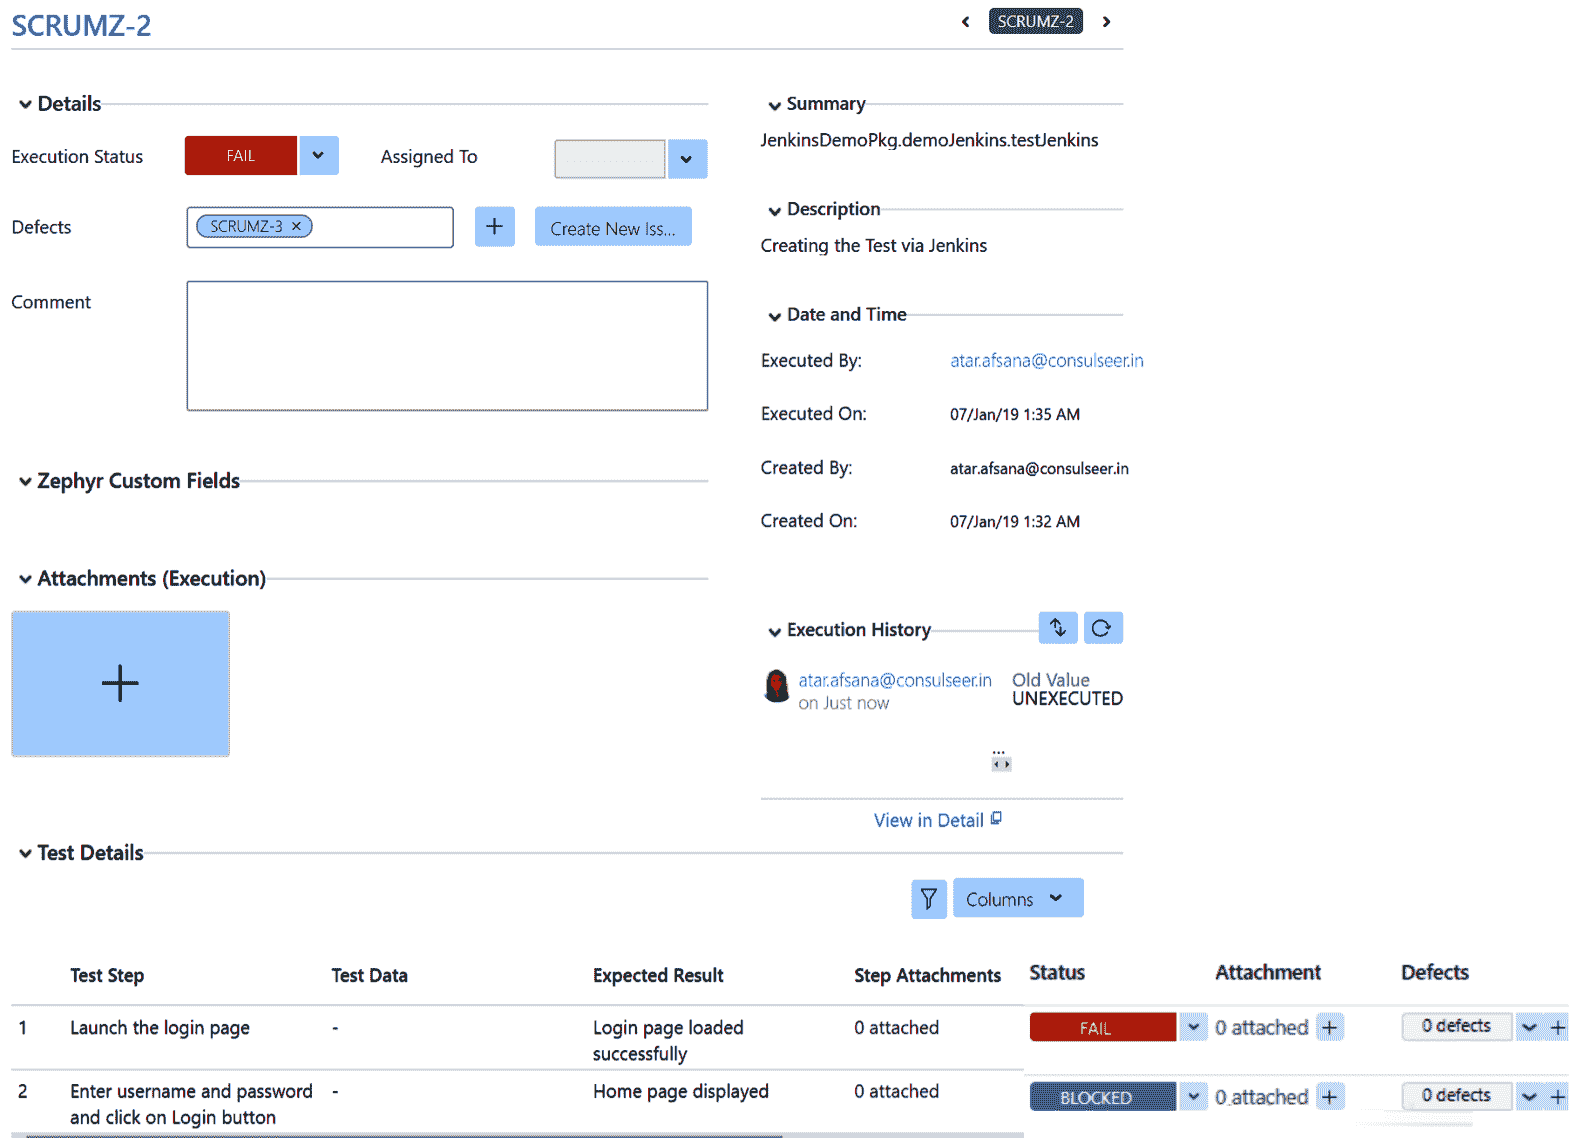 SCRUMZ-2
SCRUMZ-2
Details
Execution Status
FAIL
Assigned To
Defects
SCRUMZ-3 ×
+
Create New Iss...
Comment
Zephyr Custom Fields
Attachments (Execution)
+
Summary
JenkinsDemoPkg.demoJenkins.testJenkins
Description
Creating the Test via Jenkins
Date and Time
Executed By: atar.afsana@consulseer.in
Executed On: 07/Jan/19 1:35 AM
Created By: atar.afsana@consulseer.in
Created On: 07/Jan/19 1:32 AM
Execution History
atar.afsana@consulseer.in
on Just now
Old Value
UNEXECUTED
...
View in Detail
Test Details
Columns
Test Step Test Data Expected Result Step Attachments Status Attachment Defects
1 Launch the login page - Login page loaded 0 attached FAIL 0 attached + 0 defects +
successfully
2 Enter username and password - Home page displayed 0 attached BLOCKED 0 attached + 0 defects +
and click on Login button